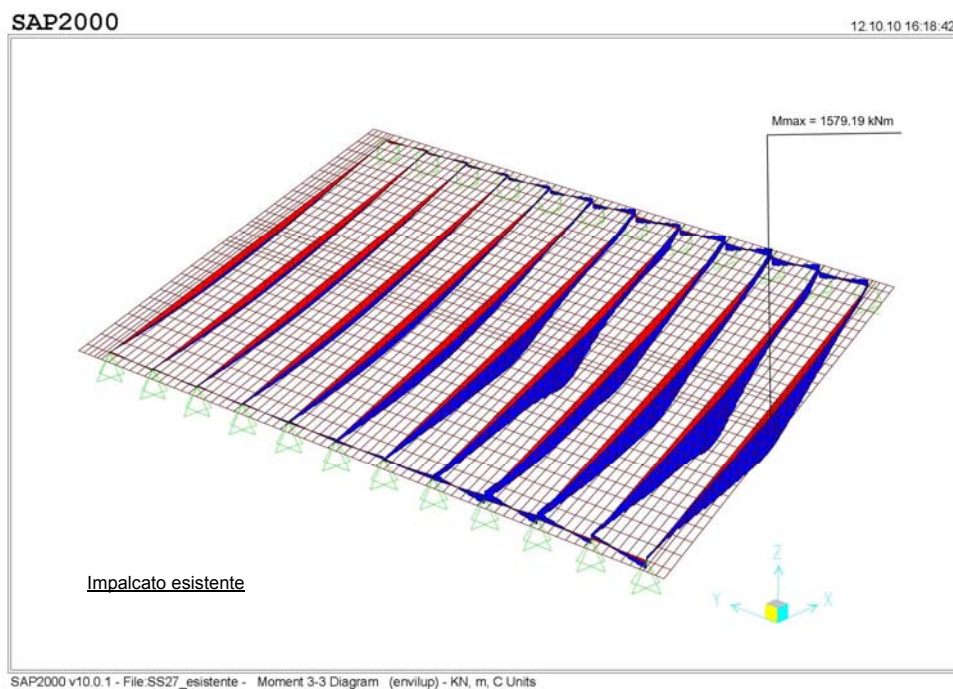 SAP2000
12.10.10 16:18:42
Mmax = 1579.19 kNm
Impalcato esistente
Z
Y
X
SAP2000 v10.0.1 - File:SS27_esistente - Moment 3-3 Diagram (envilup) - KN, m, C Units